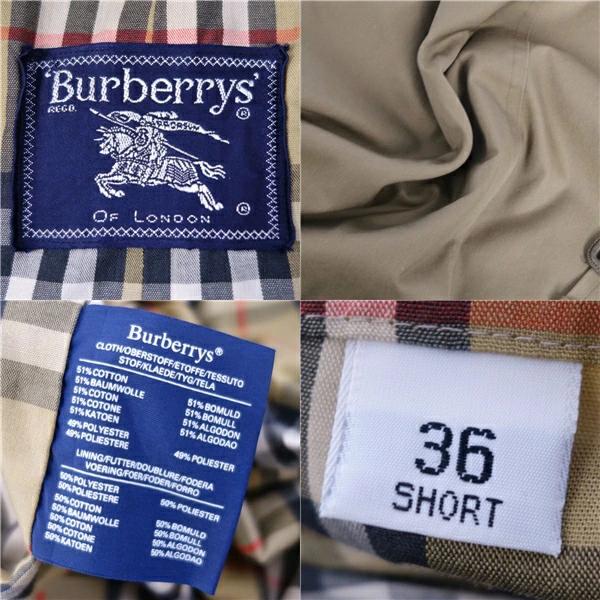 'Burberrys'
REGD.
®
PRORSUM
OF LONDON ®
Burberrys®
CLOTH/OBERSTOFF/ETOFFE/TESSUTO
STOF/KLAEDE/TYG/TELA
51% COTTON
51% BAUMWOLLE
51% COTON
51% COTONE
51% KATOEN
51% BOMULD
51% BOMULL
51% ALGODON
51% ALGODAO
49% POLYESTER
49% POLIESTERE
49% POLIESTER
LINING/FUTTER/DOUBLURE/FODERA
VOERING/FOER/FODER/FORRO
50% POLYESTER
50% POLIESTERE
50% POLIESTER
50% COTTON
50% BAUMWOLLE
50% COTON
50% COTONE
50% KATOEN
50% BOMULD
50% BOMULL
50% ALGODON
50% ALGODAO
36
SHORT